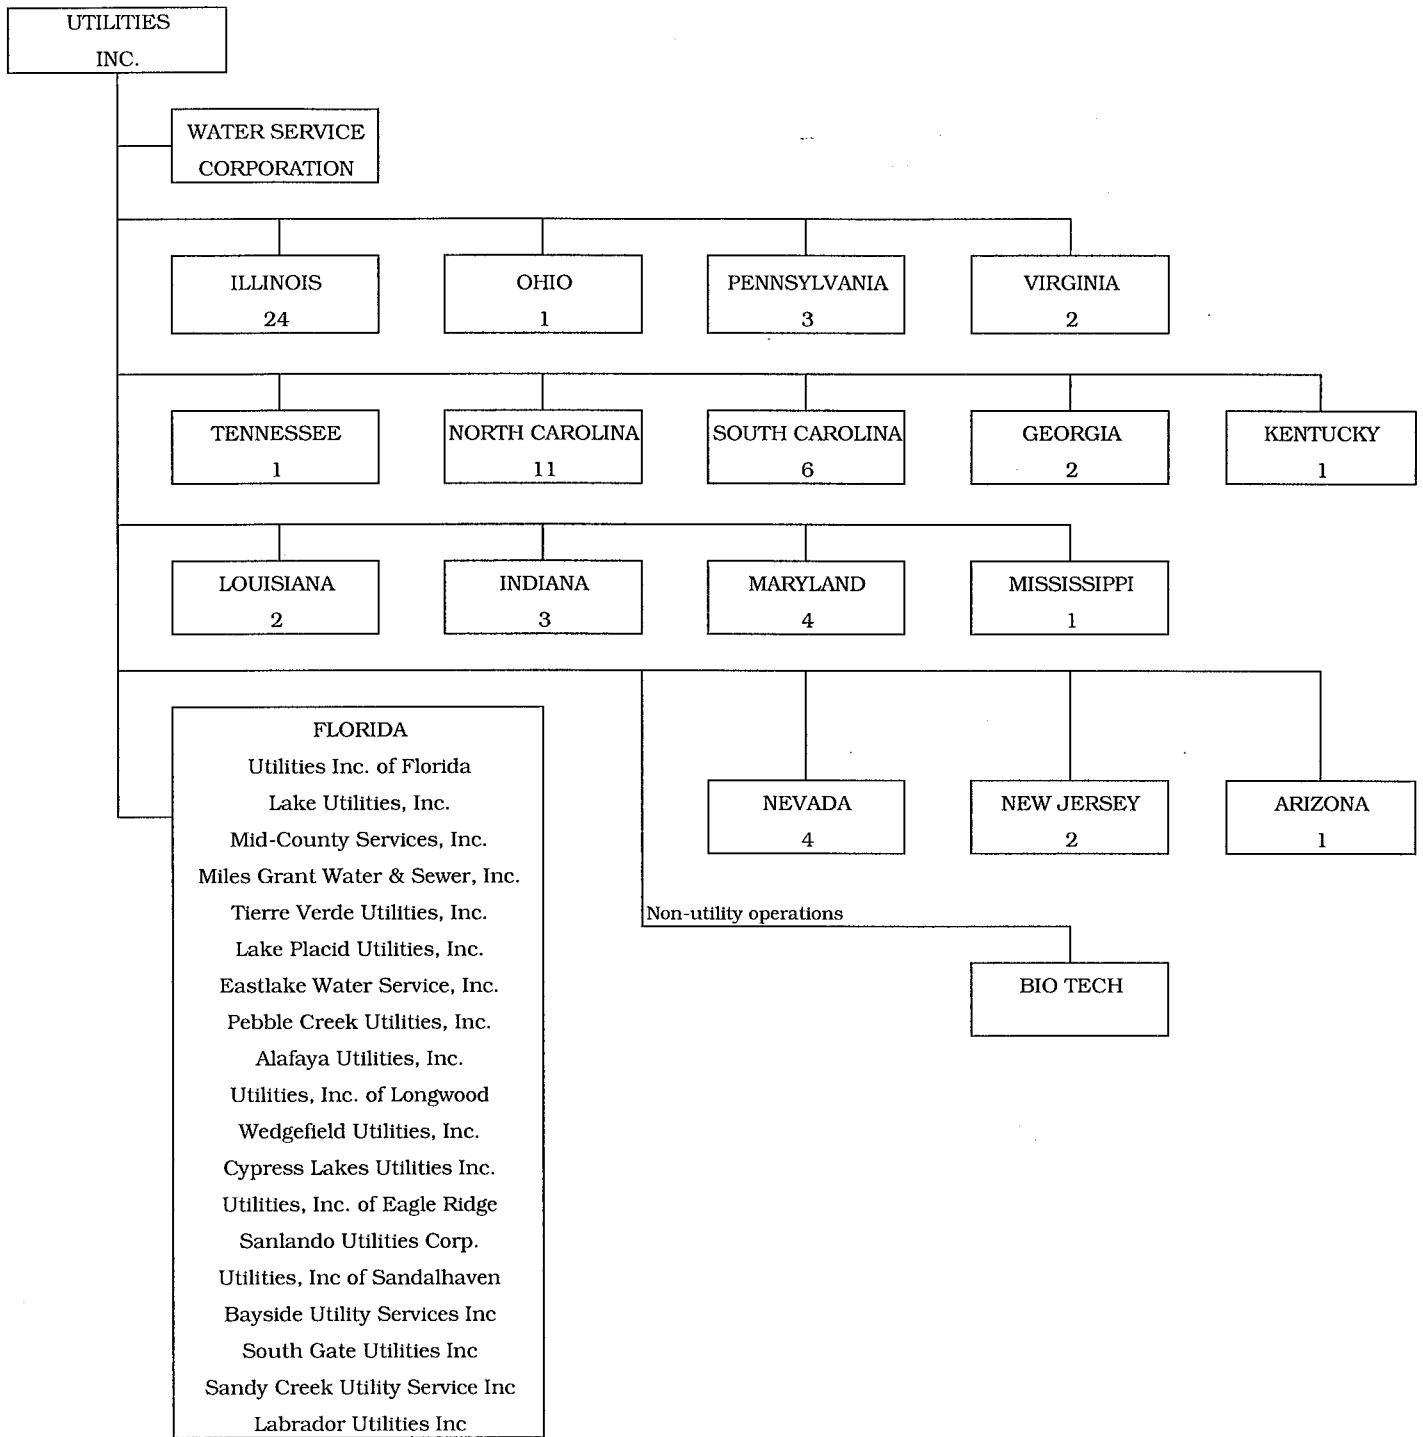 UTILITIES
INC.
WATER SERVICE
CORPORATION
ILLINOIS
24
OHIO
1
PENNSYLVANIA
3
VIRGINIA
2
TENNESSEE
1
NORTH CAROLINA
11
SOUTH CAROLINA
6
GEORGIA
2
KENTUCKY
1
LOUISIANA
2
INDIANA
3
MARYLAND
4
MISSISSIPPI
1
FLORIDA
Utilities Inc. of Florida
Lake Utilities, Inc.
Mid-County Services, Inc.
Miles Grant Water & Sewer, Inc.
Tierre Verde Utilities, Inc.
Lake Placid Utilities, Inc.
Eastlake Water Service, Inc.
Pebble Creek Utilities, Inc.
Alafaya Utilities, Inc.
Utilities, Inc. of Longwood
Wedgefield Utilities, Inc.
Cypress Lakes Utilities Inc.
Utilities, Inc. of Eagle Ridge
Sanlando Utilities Corp.
Utilities, Inc of Sandalhaven
Bayside Utility Services Inc
South Gate Utilities Inc
Sandy Creek Utility Service Inc
Labrador Utilities Inc
NEVADA
4
NEW JERSEY
2
ARIZONA
1
Non-utility operations
BIO TECH